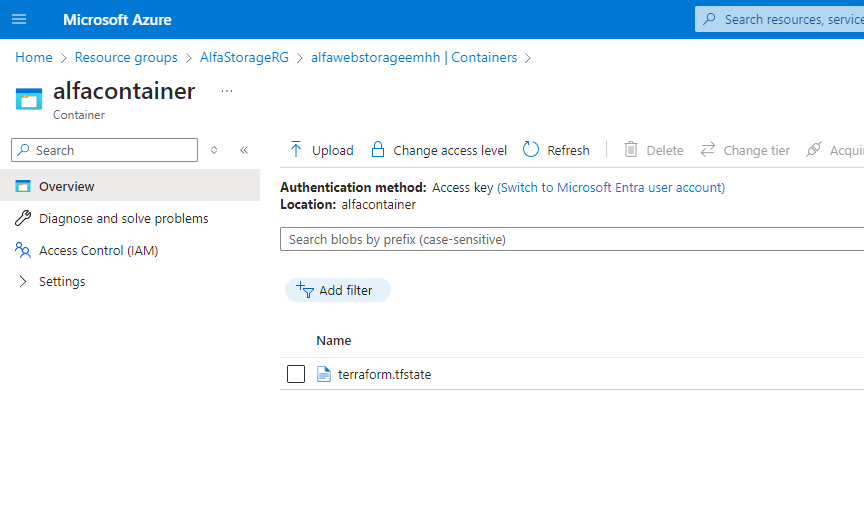 Microsoft Azure
Search resources, service
Home > Resource groups > AlfaStorageRG > alfawebstorageemhh | Containers >
alfacontainer ...
Container
Search
Upload Change access level Refresh Delete Change tier Acqui
Authentication method: Access key (Switch to Microsoft Entra user account)
Location: alfacontainer
Overview
Diagnose and solve problems
Access Control (IAM)
Settings
Search blobs by prefix (case-sensitive)
Add filter
Name
terraform.tfstate